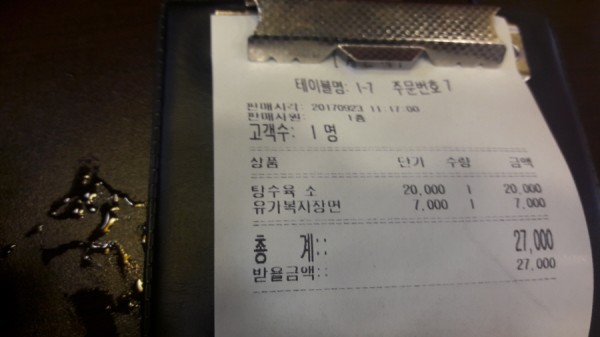 테이블명: 1-7 주문번호 7
판매시각: 20170923 11:17:00
판매사원: 1층
고객수: 1 명
상품 단가 수량 금액
탕수육 소 20,000 1 20,000
유가복시장면 7,000 1 7,000
총 계:: 27,000
받을금액:: 27,000